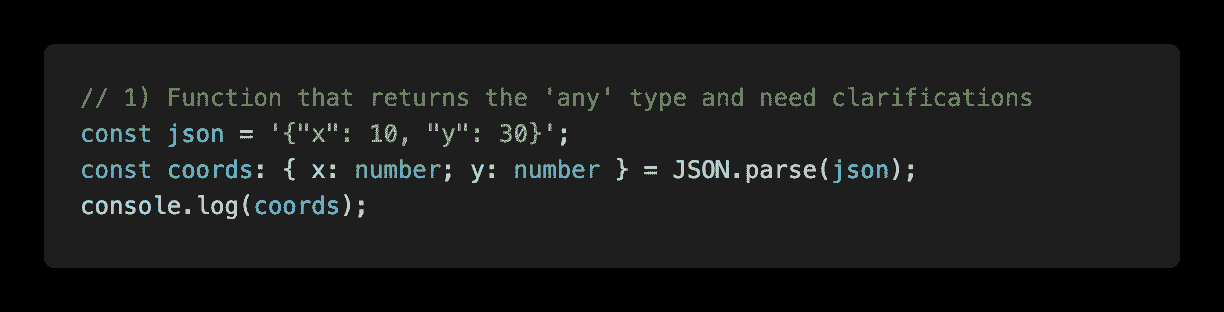 // 1) Function that returns the 'any' type and need clarifications
const json = '{"x": 10, "y": 30}';
const coords: { x: number; y: number } = JSON.parse(json);
console.log(coords);